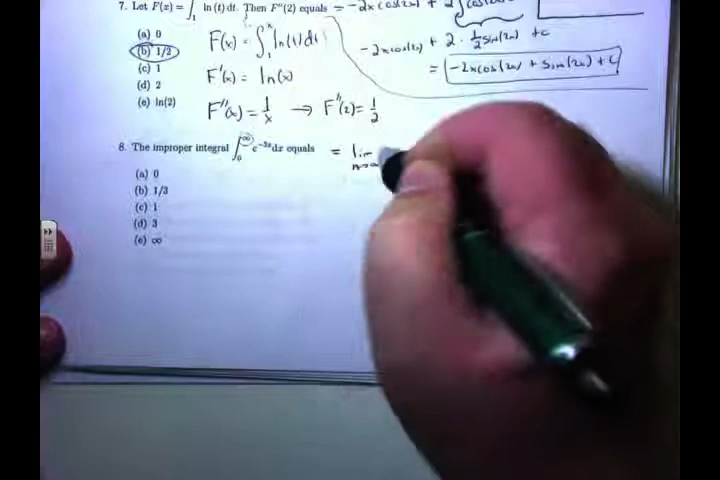 7. Let F(x) = ∫₁ ln(t) dt. Then F''(2) equals = -2x cos(2x) + 2 ∫ cos(2x)
(a) 0
F(x) = ∫₁ˣ ln(t) dt
-2x cos(2x) + 2 · 1/2 sin(2x) + c
(b) 1/2
= -2x cos(2x) + sin(2x) + c
(c) 1
F'(x) = ln(x)
(d) 2
(e) ln(2)
F''(x) = 1/x → F''(2) = 1/2
8. The improper integral ∫₀^∞ e^{-3x} dx equals = lim n→∞
(a) 0
(b) 1/3
(c) 1
(d) 3
(e) ∞